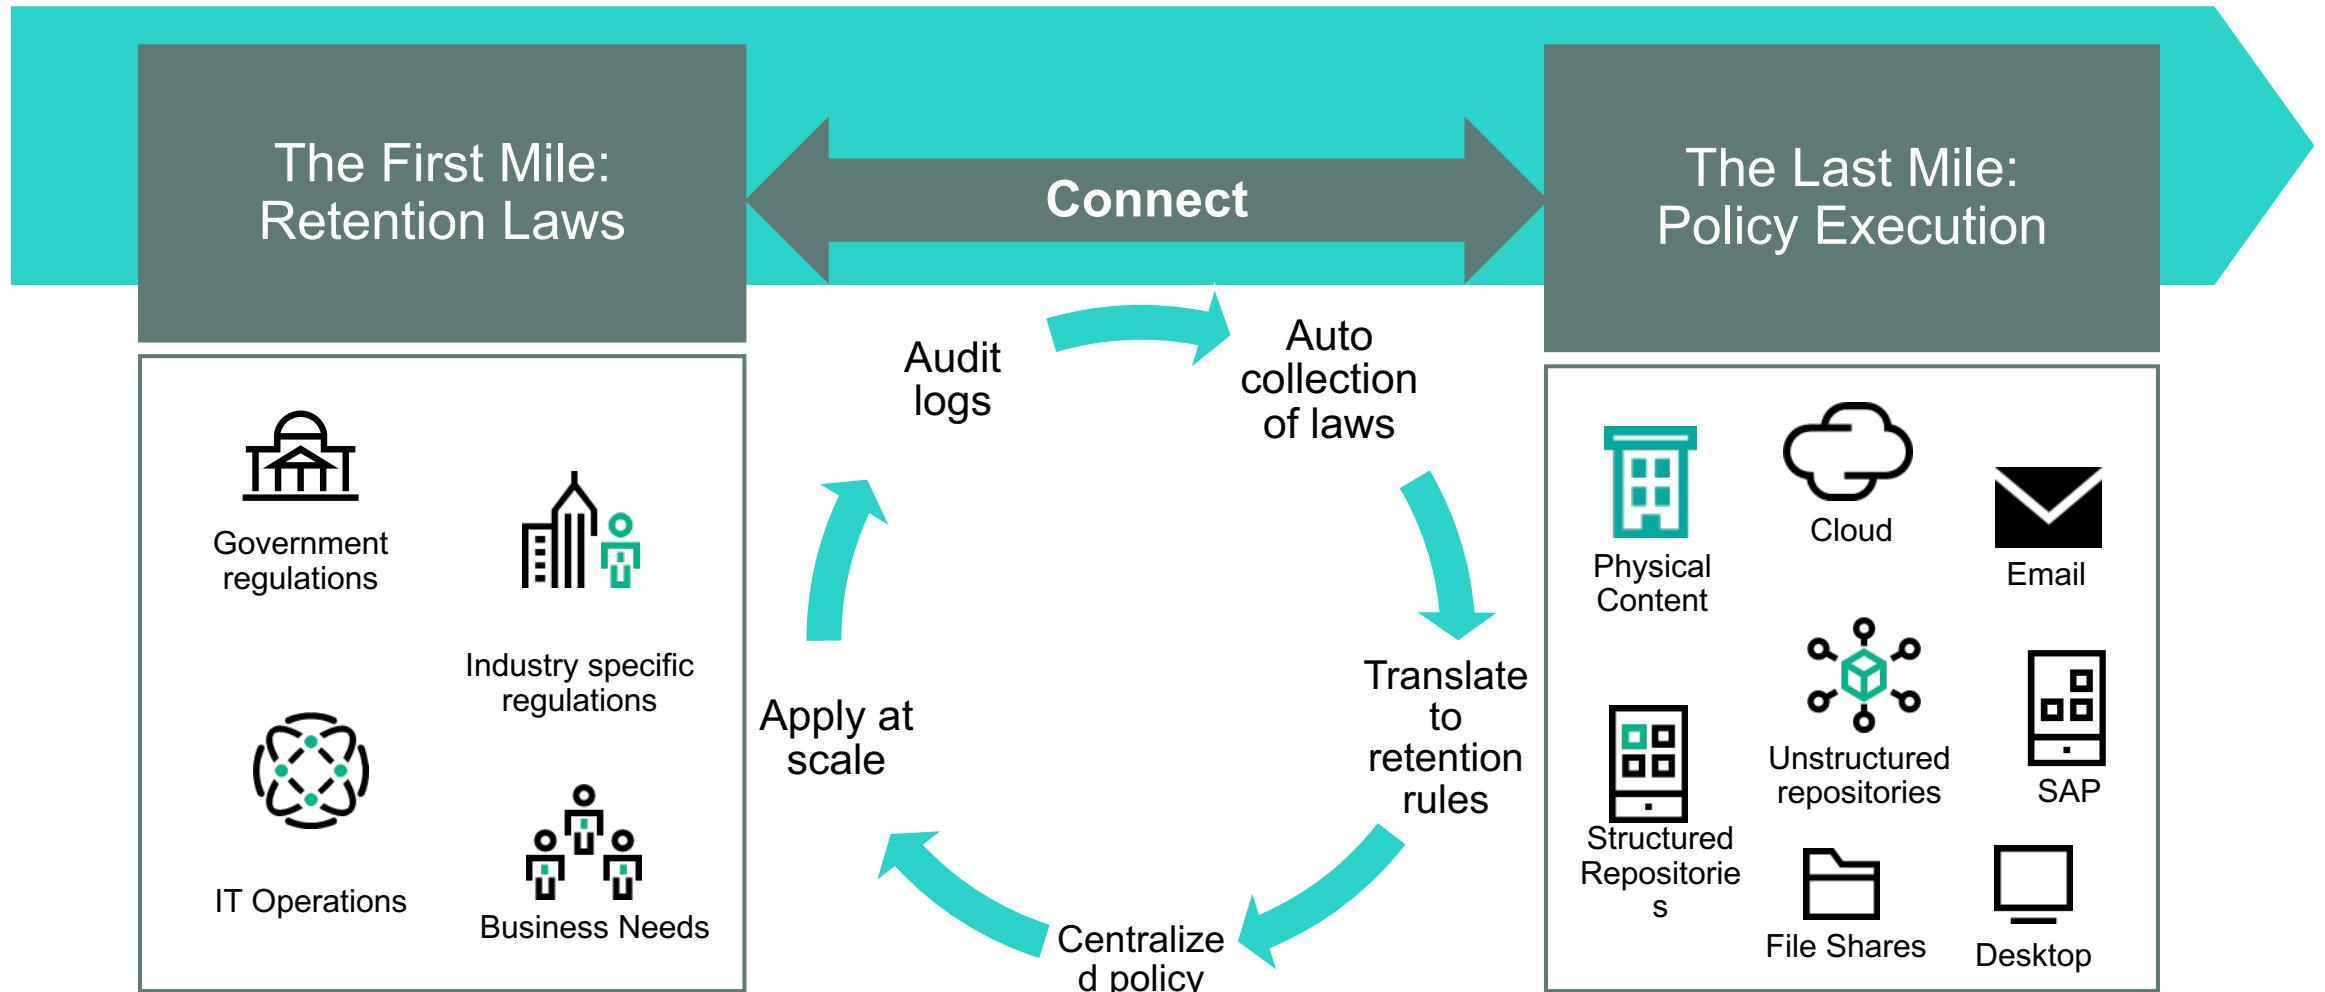 The First Mile:
Retention Laws
Connect
The Last Mile:
Policy Execution
Government
regulations
Industry specific
regulations
IT Operations
Business Needs
Audit
logs
Auto
collection
of laws
Translate
to
retention
rules
Centralize
d policy
Apply at
scale
Physical
Content
Cloud
Email
Structured
Repositorie
s
Unstructured
repositories
SAP
File Shares
Desktop